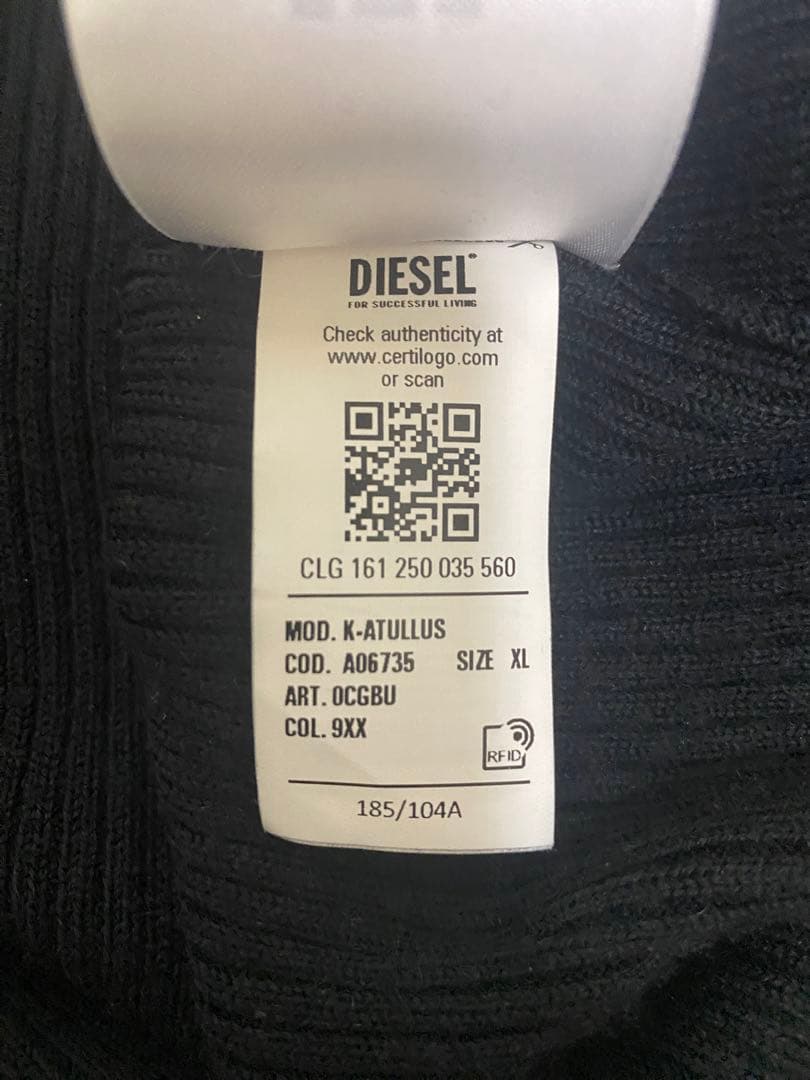 DIESEL®
FOR SUCCESSFUL LIVING
Check authenticity at
www.certilogo.com
or scan
CLG 161 250 035 560
MOD. K-ATULLUS
COD. A06735 SIZE XL
ART. 0CGBU
COL. 9XX
RFID
185/104A